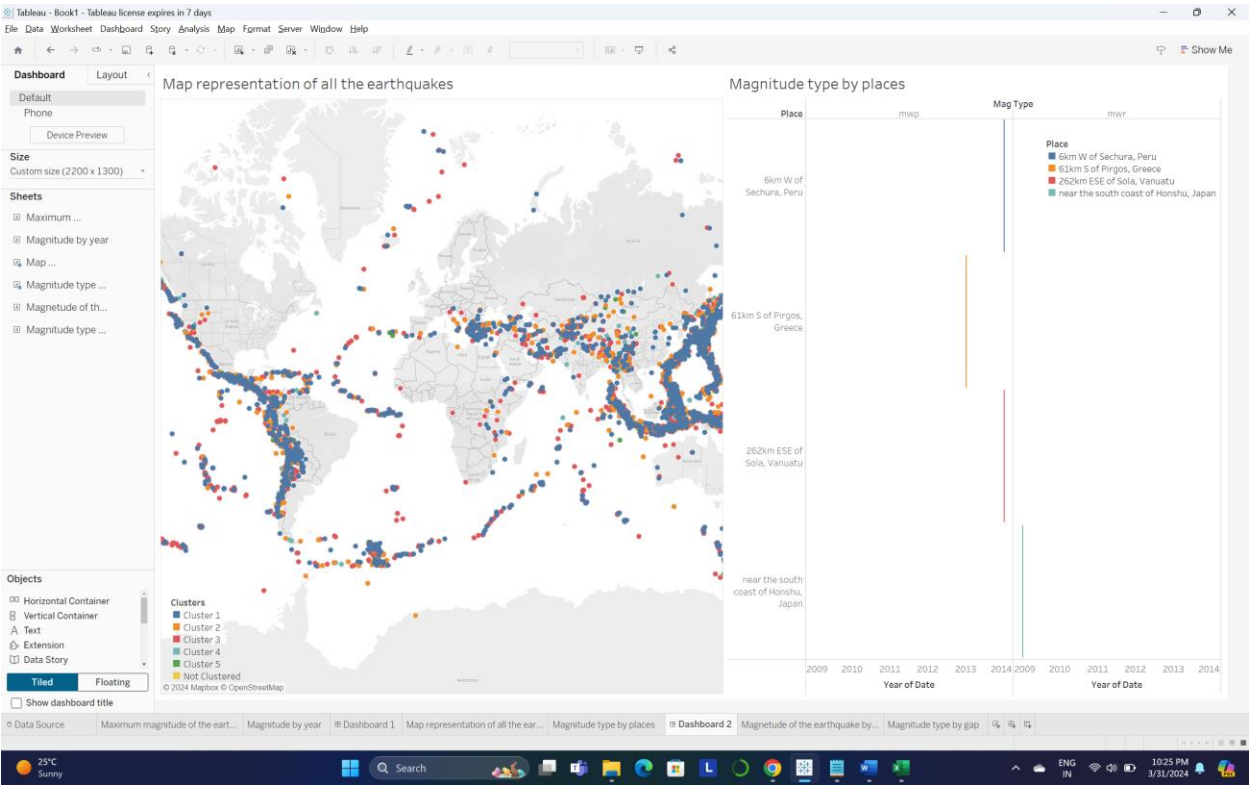 Tableau - Book1 - Tableau license expires in 7 days
File Data Worksheet Dashboard Story Analysis Map Format Server Window Help
Show Me
Dashboard Layout
Default
Phone
Device Preview
Size
Custom size (2200 x 1300)
Sheets
Maximum ...
Magnitude by year
Map ...
Magnitude type ...
Magnetude of th...
Magnitude type ...
Objects
Horizontal Container
Vertical Container
Text
Extension
Data Story
Tiled Floating
Show dashboard title
Map representation of all the earthquakes
Clusters
Cluster 1
Cluster 2
Cluster 3
Cluster 4
Cluster 5
Not Clustered
© 2024 Mapbox © OpenStreetMap
Magnitude type by places
Mag Type
Place mwp mwr
6km W of
Sechura, Peru
61km S of Pirgos,
Greece
262km ESE of
Sola, Vanuatu
near the south
coast of Honshu,
Japan
Place
6km W of Sechura, Peru
61km S of Pirgos, Greece
262km ESE of Sola, Vanuatu
near the south coast of Honshu, Japan
2009 2010 2011 2012 2013 2014 2009 2010 2011 2012 2013 2014
Year of Date Year of Date
Data Source Maximum magnitude of the eart... Magnitude by year Dashboard 1 Map representation of all the ear... Magnitude type by places Dashboard 2 Magnetude of the earthquake by... Magnitude type by gap
25°C
Sunny
Search
ENG
IN
10:25 PM
3/31/2024